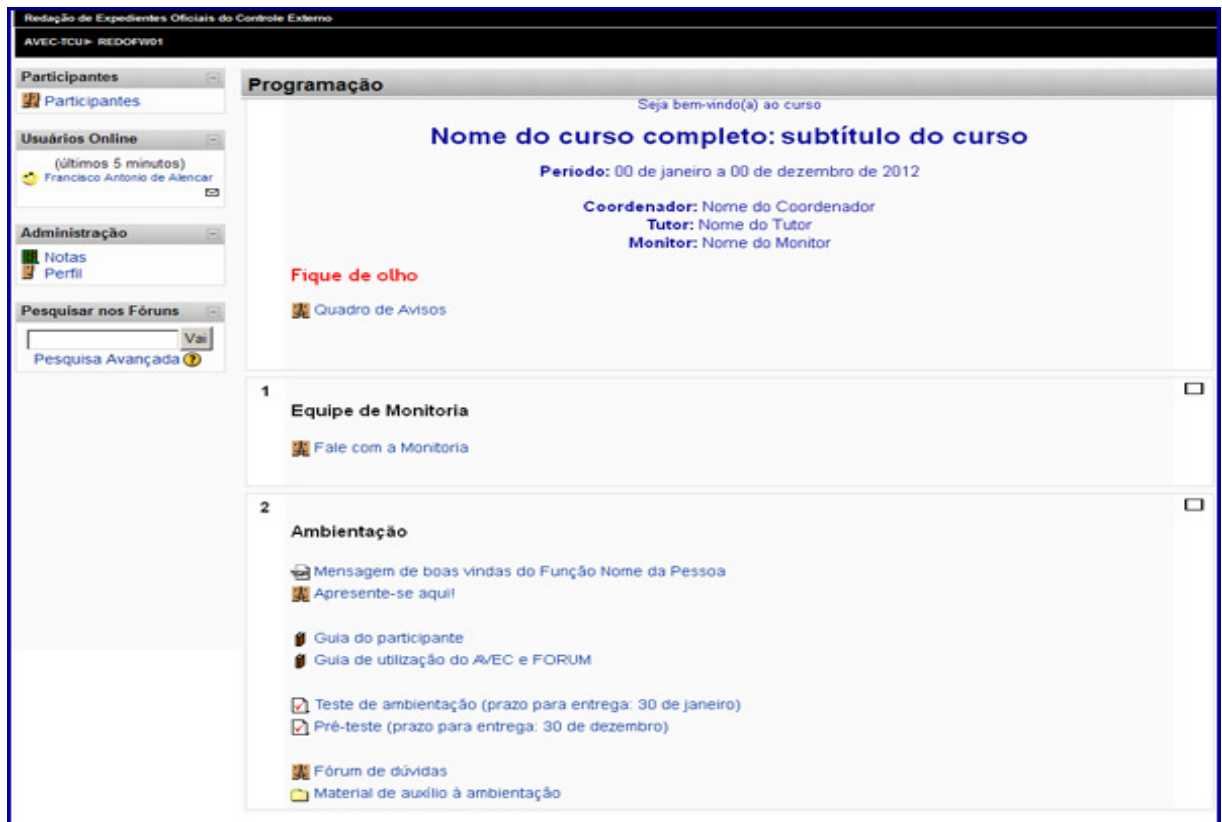 Redação de Expedientes Oficiais do Controle Externo
AVEC-TCU► REDOFW01
Participantes
Participantes
Usuários Online
(últimos 5 minutos)
Francisco Antonio de Alencar
Administração
Notas
Perfil
Pesquisar nos Fóruns
Vai
Pesquisa Avançada ?
Programação
Seja bem-vindo(a) ao curso
Nome do curso completo: subtítulo do curso
Período: 00 de janeiro a 00 de dezembro de 2012
Coordenador: Nome do Coordenador
Tutor: Nome do Tutor
Monitor: Nome do Monitor
Fique de olho
Quadro de Avisos
1
Equipe de Monitoria
Fale com a Monitoria
2
Ambientação
Mensagem de boas vindas do Função Nome da Pessoa
Apresente-se aqui!
Guia do participante
Guia de utilização do AVEC e FORUM
Teste de ambientação (prazo para entrega: 30 de janeiro)
Pré-teste (prazo para entrega: 30 de dezembro)
Fórum de dúvidas
Material de auxílio à ambientação